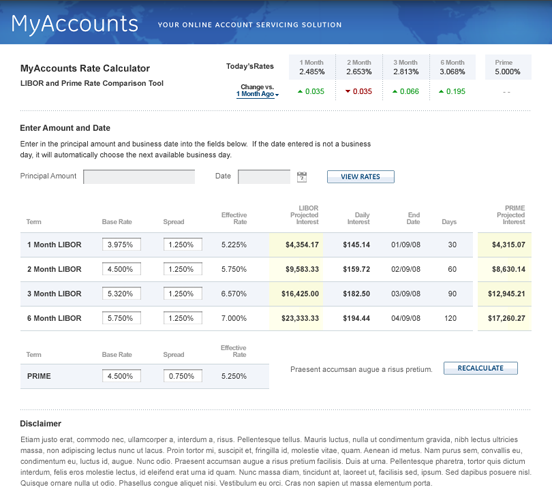 MyAccounts YOUR ONLINE ACCOUNT SERVICING SOLUTION
MyAccounts Rate Calculator
LIBOR and Prime Rate Comparison Tool
Today'sRates
1 Month 2 Month 3 Month 6 Month Prime
2.485% 2.653% 2.813% 3.068% 5.000%
Change vs.
1 Month Ago
0.035 0.035 0.066 0.195 - -
Enter Amount and Date
Enter in the principal amount and business date into the fields below. If the date entered is not a business
day, it will automatically choose the next available business day.
Principal Amount Date VIEW RATES
Term Base Rate Spread Effective Rate LIBOR Projected Interest Daily Interest End Date Days PRIME Projected Interest
1 Month LIBOR 3.975% 1.250% 5.225% $4,354.17 $145.14 01/09/08 30 $4,315.07
2 Month LIBOR 4.500% 1.250% 5.750% $9,583.33 $159.72 02/09/08 60 $8,630.14
3 Month LIBOR 5.320% 1.250% 6.570% $16,425.00 $182.50 03/09/08 90 $12,945.21
6 Month LIBOR 5.750% 1.250% 7.000% $23,333.33 $194.44 04/09/08 120 $17,260.27
Term Base Rate Spread Effective Rate
PRIME 4.500% 0.750% 5.250%
Praesent accumsan augue a risus pretium. RECALCULATE
Disclaimer
Etiam justo erat, commodo nec, ullamcorper a, interdum a, risus. Pellentesque tellus. Mauris luctus, nulla ut condimentum gravida, nibh lectus ultricies
massa, non adipiscing lectus nunc ut lacus. Proin tortor mi, suscipit et, fringilla id, molestie vitae, quam. Aenean id metus. Nam purus sem, convallis eu,
condimentum eu, luctus id, augue. Nunc odio. Praesent accumsan augue a risus pretium facilisis. Duis at urna. Pellentesque pharetra, tortor quis dictum
interdum, felis eros molestie lectus, id eleifend erat urna id quam. Nunc massa diam, tincidunt at, laoreet ut, facilisis sed, ipsum. Sed dapibus posuere nisl.
Quisque ornare nulla ut odio. Phasellus congue aliquet nisi. Vestibulum eu orci. Cras non sapien ut massa elementum porta.